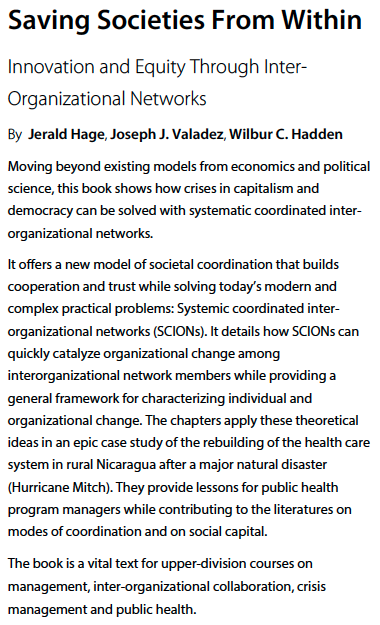 Saving Societies From Within
Innovation and Equity Through Inter-
Organizational Networks
By Jerald Hage, Joseph J. Valadez, Wilbur C. Hadden
Moving beyond existing models from economics and political
science, this book shows how crises in capitalism and
democracy can be solved with systematic coordinated inter-
organizational networks.
It offers a new model of societal coordination that builds
cooperation and trust while solving today's modern and
complex practical problems: Systemic coordinated inter-
organizational networks (SCIONs). It details how SCIONs can
quickly catalyze organizational change among
interorganizational network members while providing a
general framework for characterizing individual and
organizational change. The chapters apply these theoretical
ideas in an epic case study of the rebuilding of the health care
system in rural Nicaragua after a major natural disaster
(Hurricane Mitch). They provide lessons for public health
program managers while contributing to the literatures on
modes of coordination and on social capital.
The book is a vital text for upper-division courses on
management, inter-organizational collaboration, crisis
management and public health.